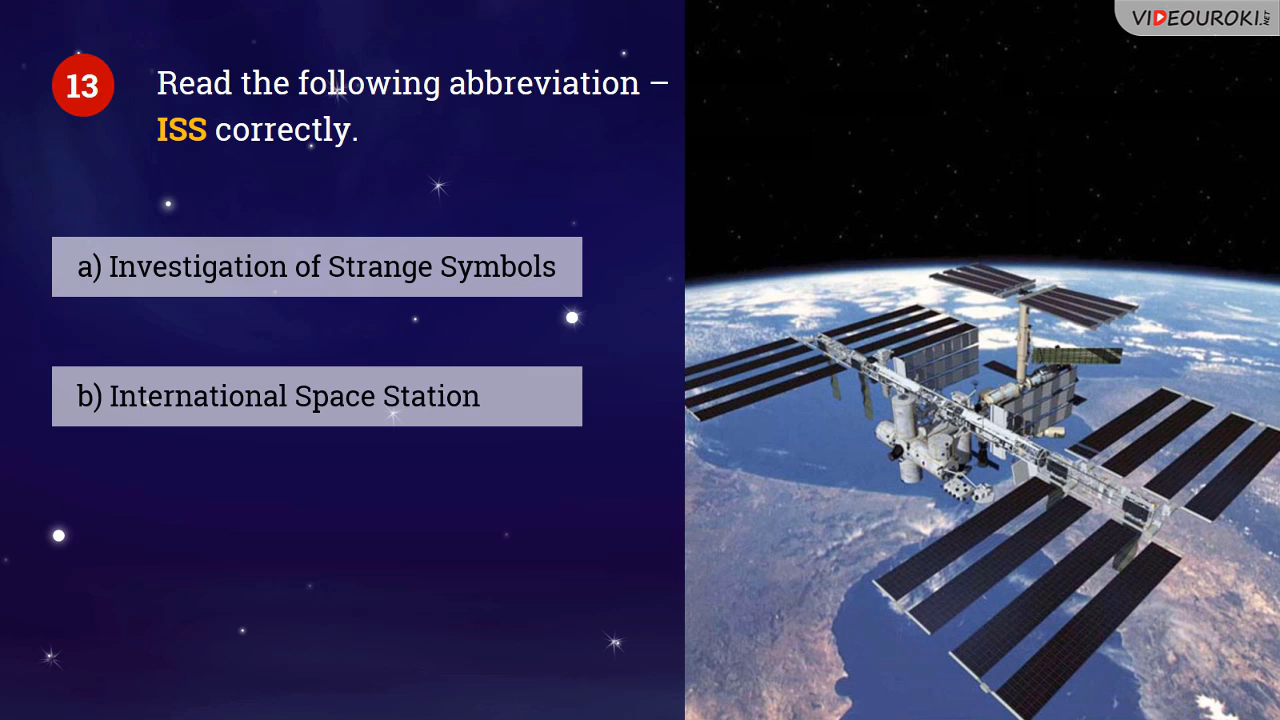 VIDEOUROKI.NET
13
Read the following abbreviation –
ISS correctly.
a) Investigation of Strange Symbols
b) International Space Station